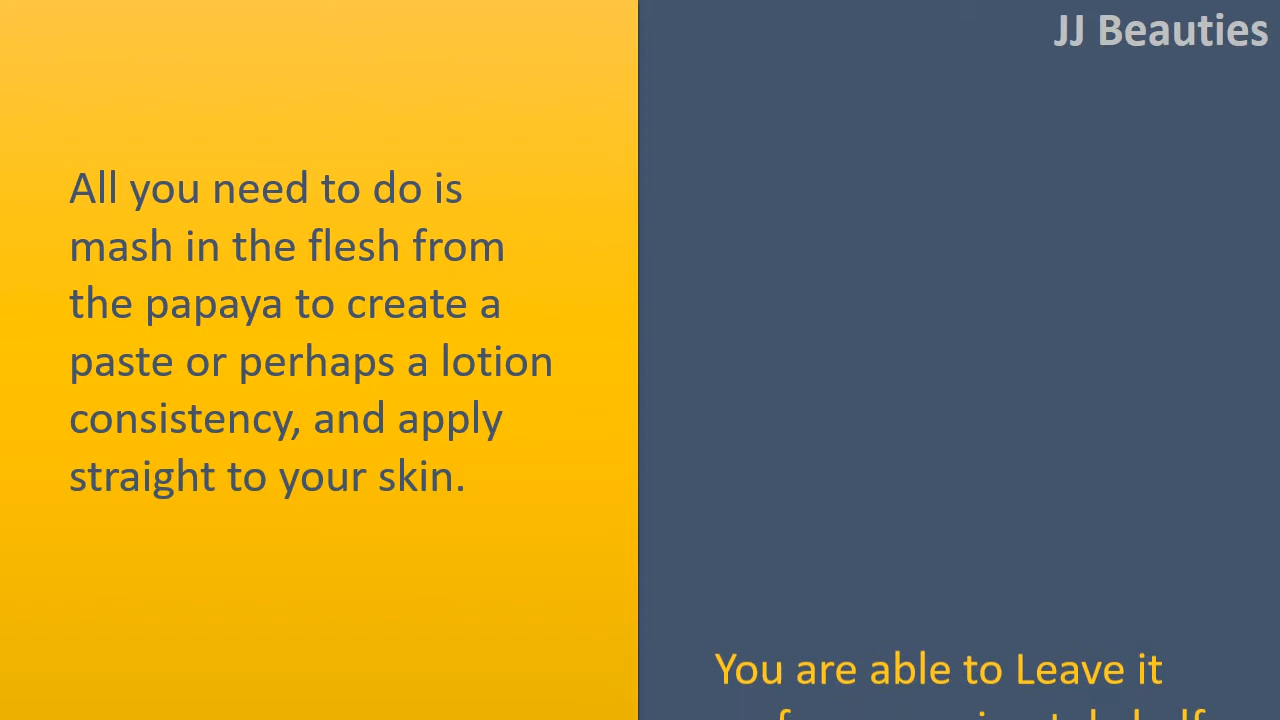 JJ Beauties
All you need to do is
mash in the flesh from
the papaya to create a
paste or perhaps a lotion
consistency, and apply
straight to your skin.
You are able to Leave it